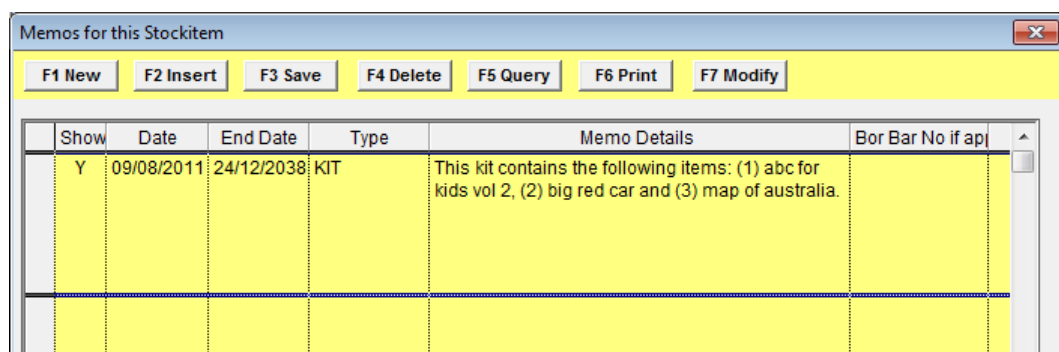 Memos for this Stockitem
F1 New F2 Insert F3 Save F4 Delete F5 Query F6 Print F7 Modify
Show Date End Date Type Memo Details Bor Bar No if app
Y 09/08/2011 24/12/2038 KIT This kit contains the following items: (1) abc for
kids vol 2, (2) big red car and (3) map of australia.